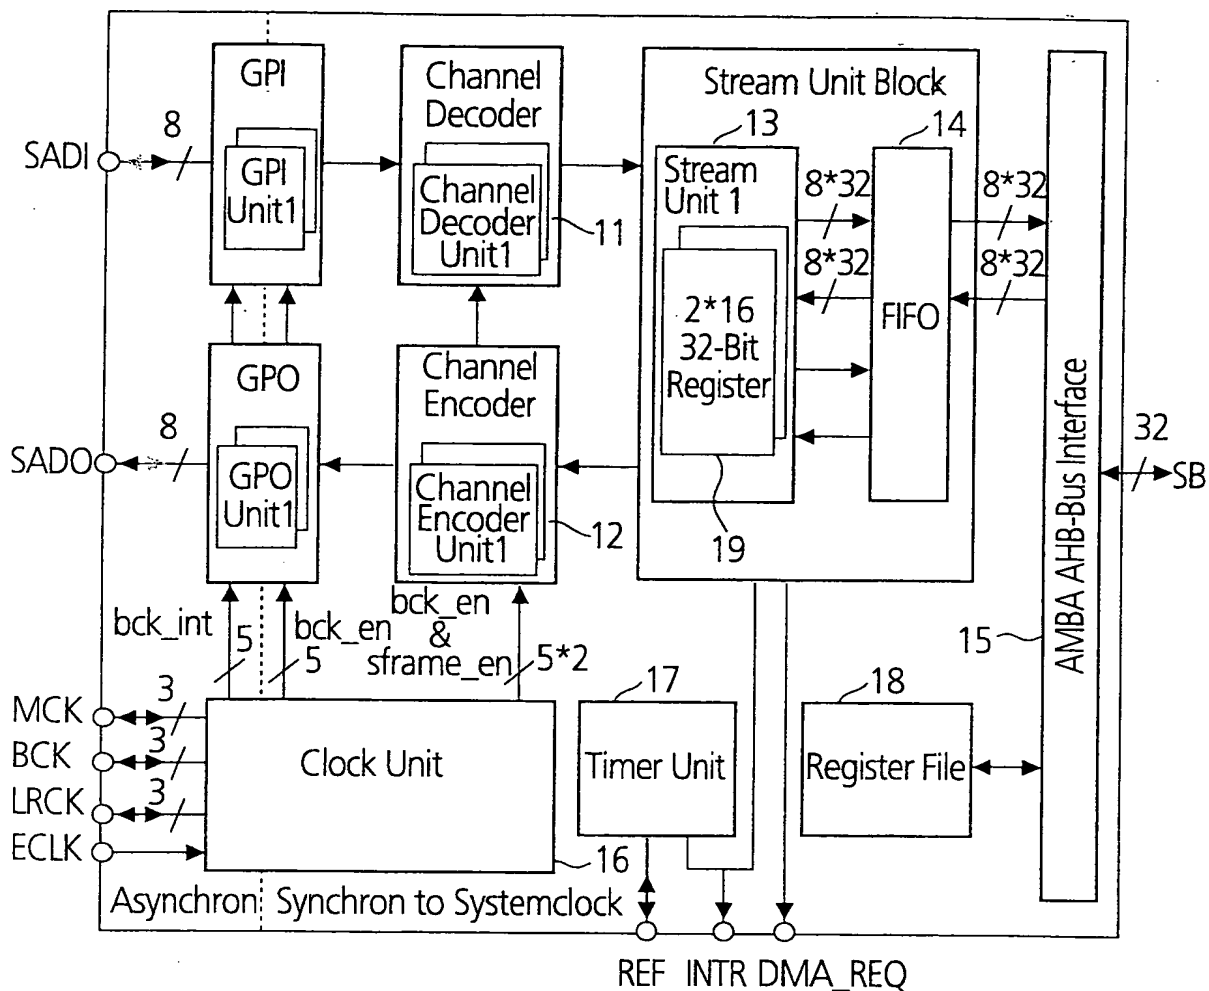 GPI
GPI
Unit1
Channel
Decoder
Channel
Decoder
Unit1
11
Stream Unit Block
13
14
Stream
Unit 1
8*32
8*32
8*32
8*32
2*16
32-Bit
Register
19
FIFO
SADI
8
GPO
GPO
Unit1
Channel
Encoder
Channel
Encoder
Unit1
12
SADO
8
AMBA AHB-Bus Interface
15
32
SB
bck_int
5
bck_en
5
bck_en
&
sframe_en
5*2
MCK
3
BCK
3
LRCK
3
ECLK
Clock Unit
16
17
Timer Unit
18
Register File
Asynchron
Synchron to Systemclock
REF
INTR
DMA_REQ